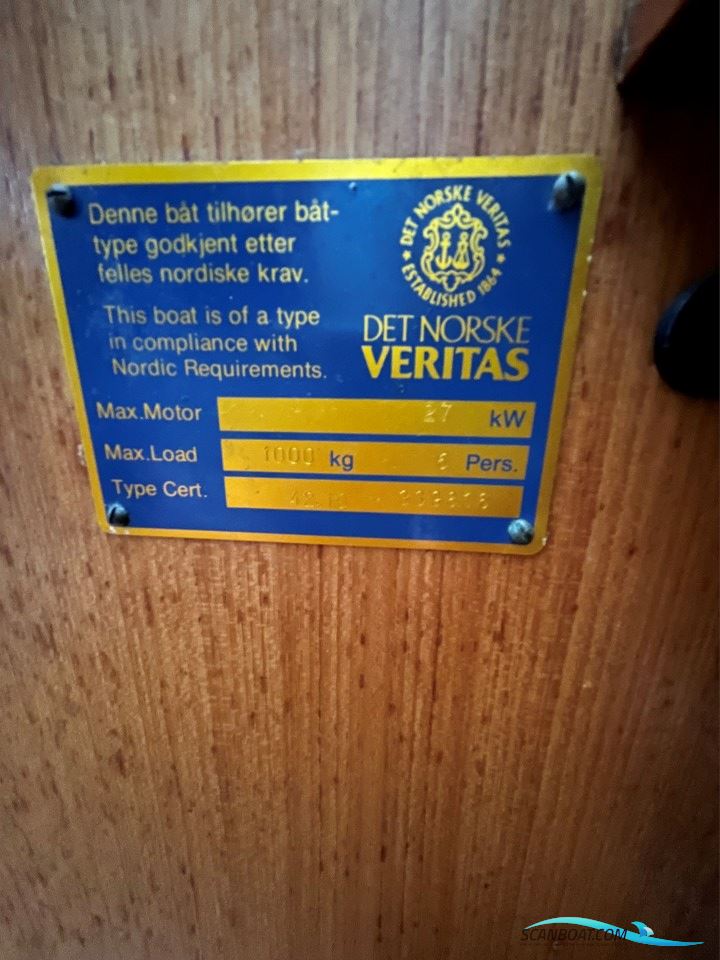 Denne båt tilhører båt-
type godkjent etter
felles nordiske krav.
This boat is of a type
in compliance with
Nordic Requirements.
★ DET NORSKE VERITAS ★
ESTABLISHED 1864
DET NORSKE
VERITAS
Max.Motor 27 kW
Max.Load 1000 kg 6 Pers.
Type Cert.
SCANBOAT.COM